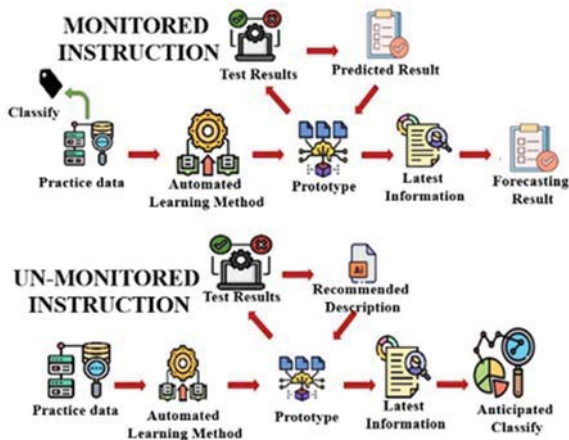 MONITORED
INSTRUCTION
Test Results
Predicted Result
Classify
Practice data
Automated
Learning Method
Prototype
Latest
Information
Forecasting
Result
UN-MONITORED
INSTRUCTION
Test Results
Ai
Recommended
Description
Practice data
Automated
Learning Method
Prototype
Latest
Information
Anticipated
Classify